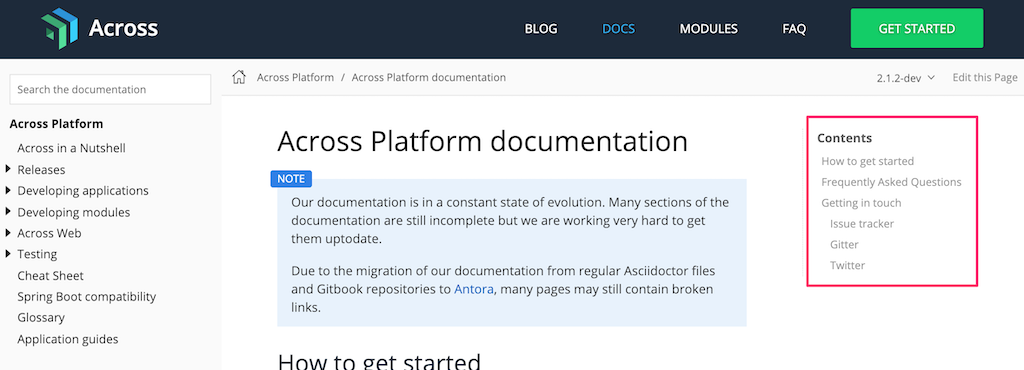 Across
BLOG
DOCS
MODULES
FAQ
GET STARTED
Search the documentation
Across Platform
Across in a Nutshell
Releases
Developing applications
Developing modules
Across Web
Testing
Cheat Sheet
Spring Boot compatibility
Glossary
Application guides
Across Platform / Across Platform documentation
2.1.2-dev
Edit this Page
Across Platform documentation
NOTE
Our documentation is in a constant state of evolution. Many sections of the
documentation are still incomplete but we are working very hard to get
them uptodate.
Due to the migration of our documentation from regular Asciidoctor files
and Gitbook repositories to Antora, many pages may still contain broken
links.
How to get started
Contents
How to get started
Frequently Asked Questions
Getting in touch
Issue tracker
Gitter
Twitter